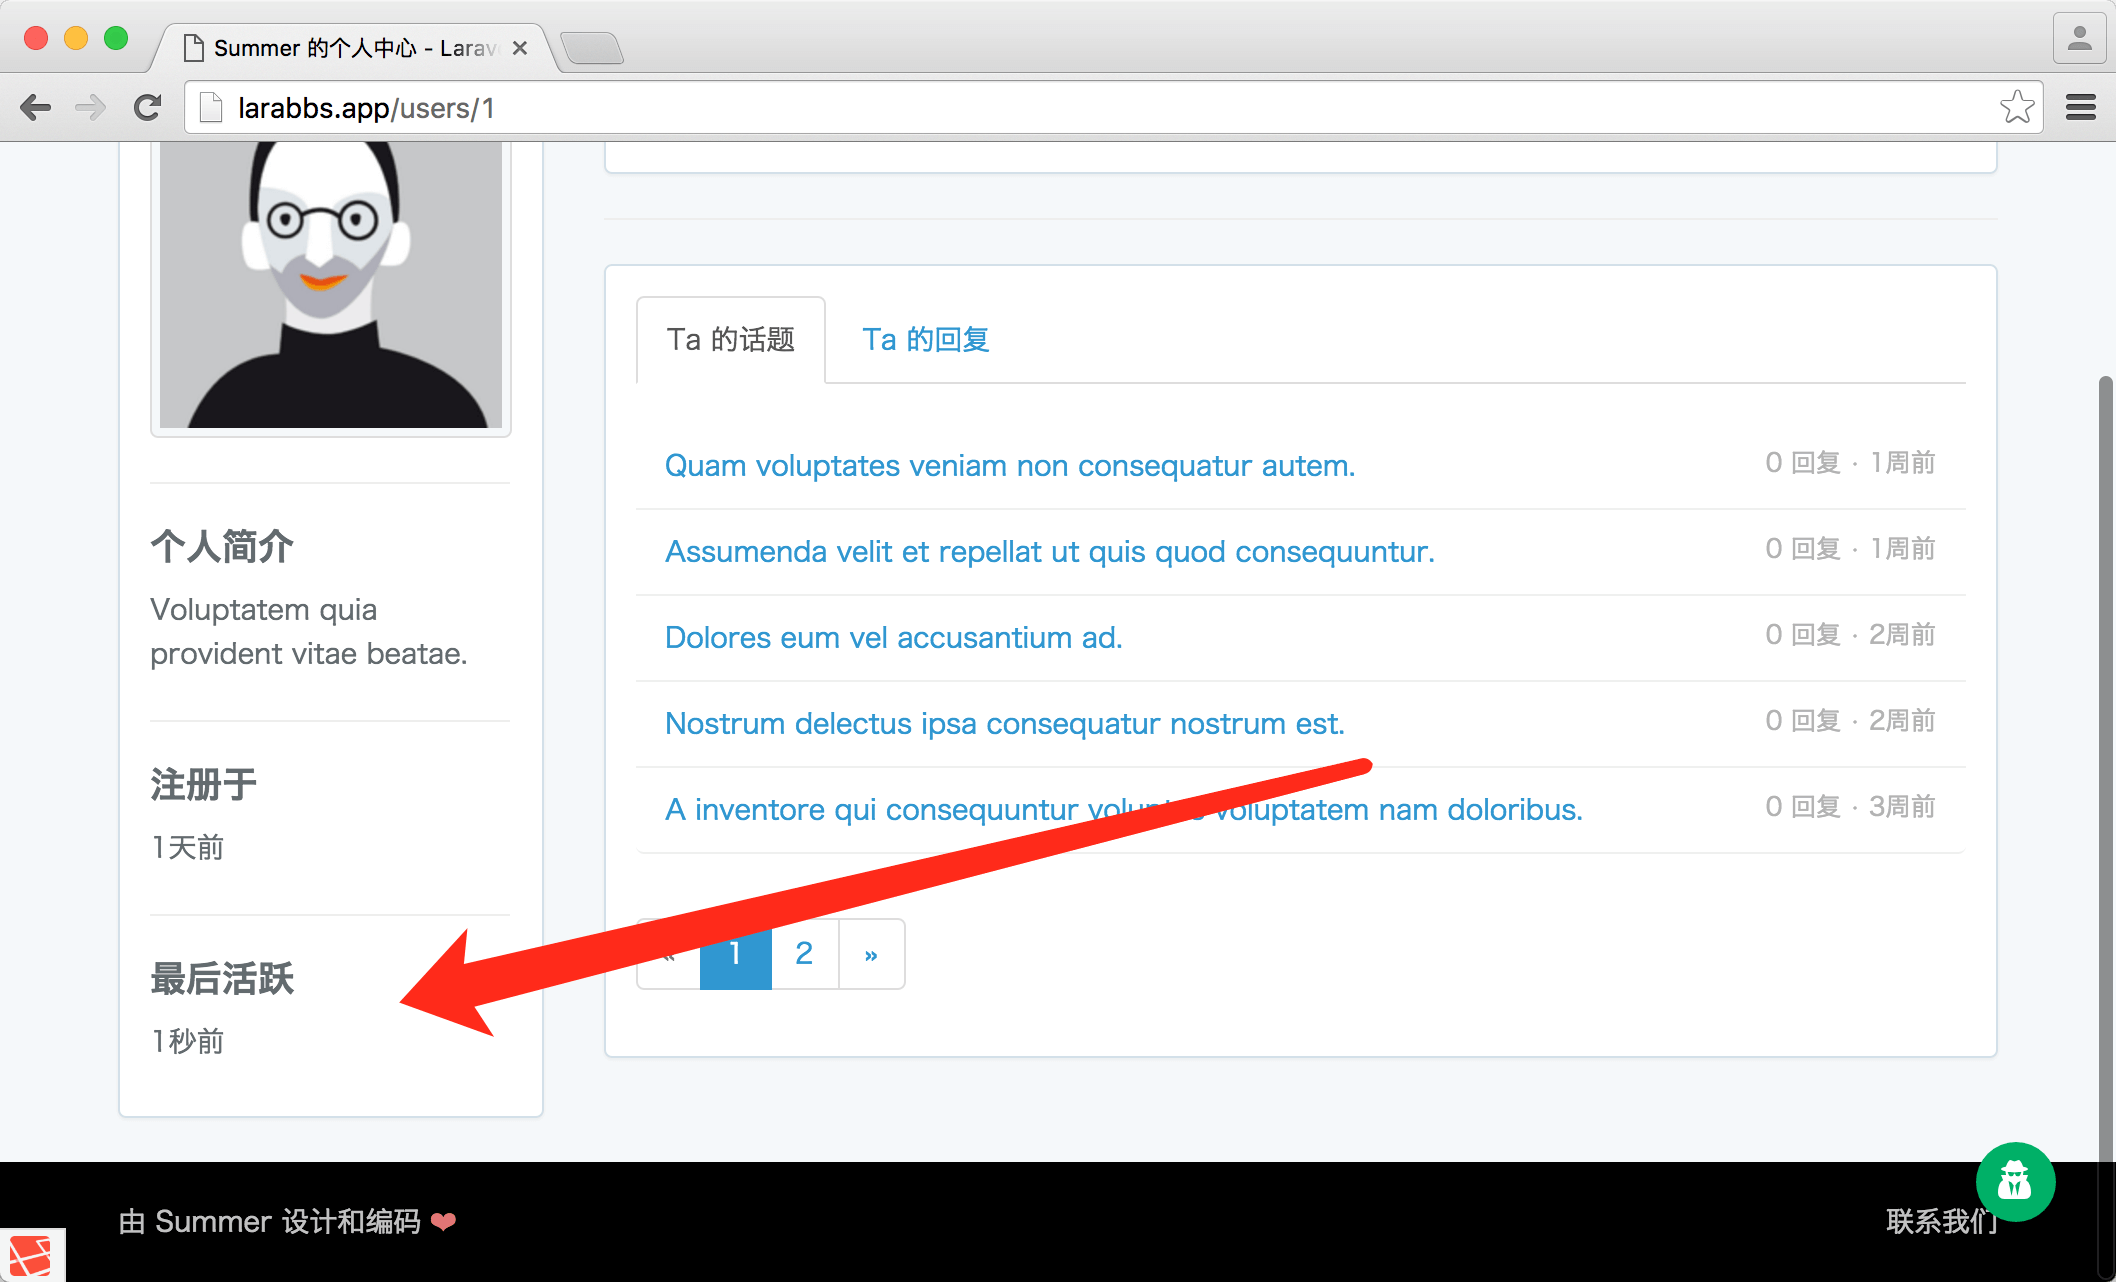 Summer 的个人中心 - Larav
larabbs.app/users/1
个人简介
Voluptatem quia
provident vitae beatae.
注册于
1天前
最后活跃
1秒前
Ta 的话题
Ta 的回复
Quam voluptates veniam non consequatur autem.
0 回复 · 1周前
Assumenda velit et repellat ut quis quod consequuntur.
0 回复 · 1周前
Dolores eum vel accusantium ad.
0 回复 · 2周前
Nostrum delectus ipsa consequatur nostrum est.
0 回复 · 2周前
A inventore qui consequuntur voluptatem nam doloribus.
0 回复 · 3周前
« 1 2 »
由 Summer 设计和编码 ❤
联系我们